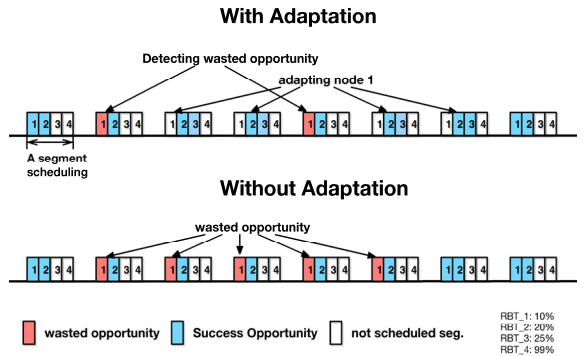 With Adaptation
Detecting wasted opportunity
adapting node 1
1 2 3 4 1 2 3 4 1 2 3 4 1 2 3 4 1 2 3 4 1 2 3 4 1 2 3 4 1 2 3 4
A segment
scheduling
Without Adaptation
wasted opportunity
1 2 3 4 1 2 3 4 1 2 3 4 1 2 3 4 1 2 3 4 1 2 3 4 1 2 3 4 1 2 3 4
wasted opportunity Success Opportunity not scheduled seg.
RBT_1: 10%
RBT_2: 20%
RBT_3: 25%
RBT_4: 99%